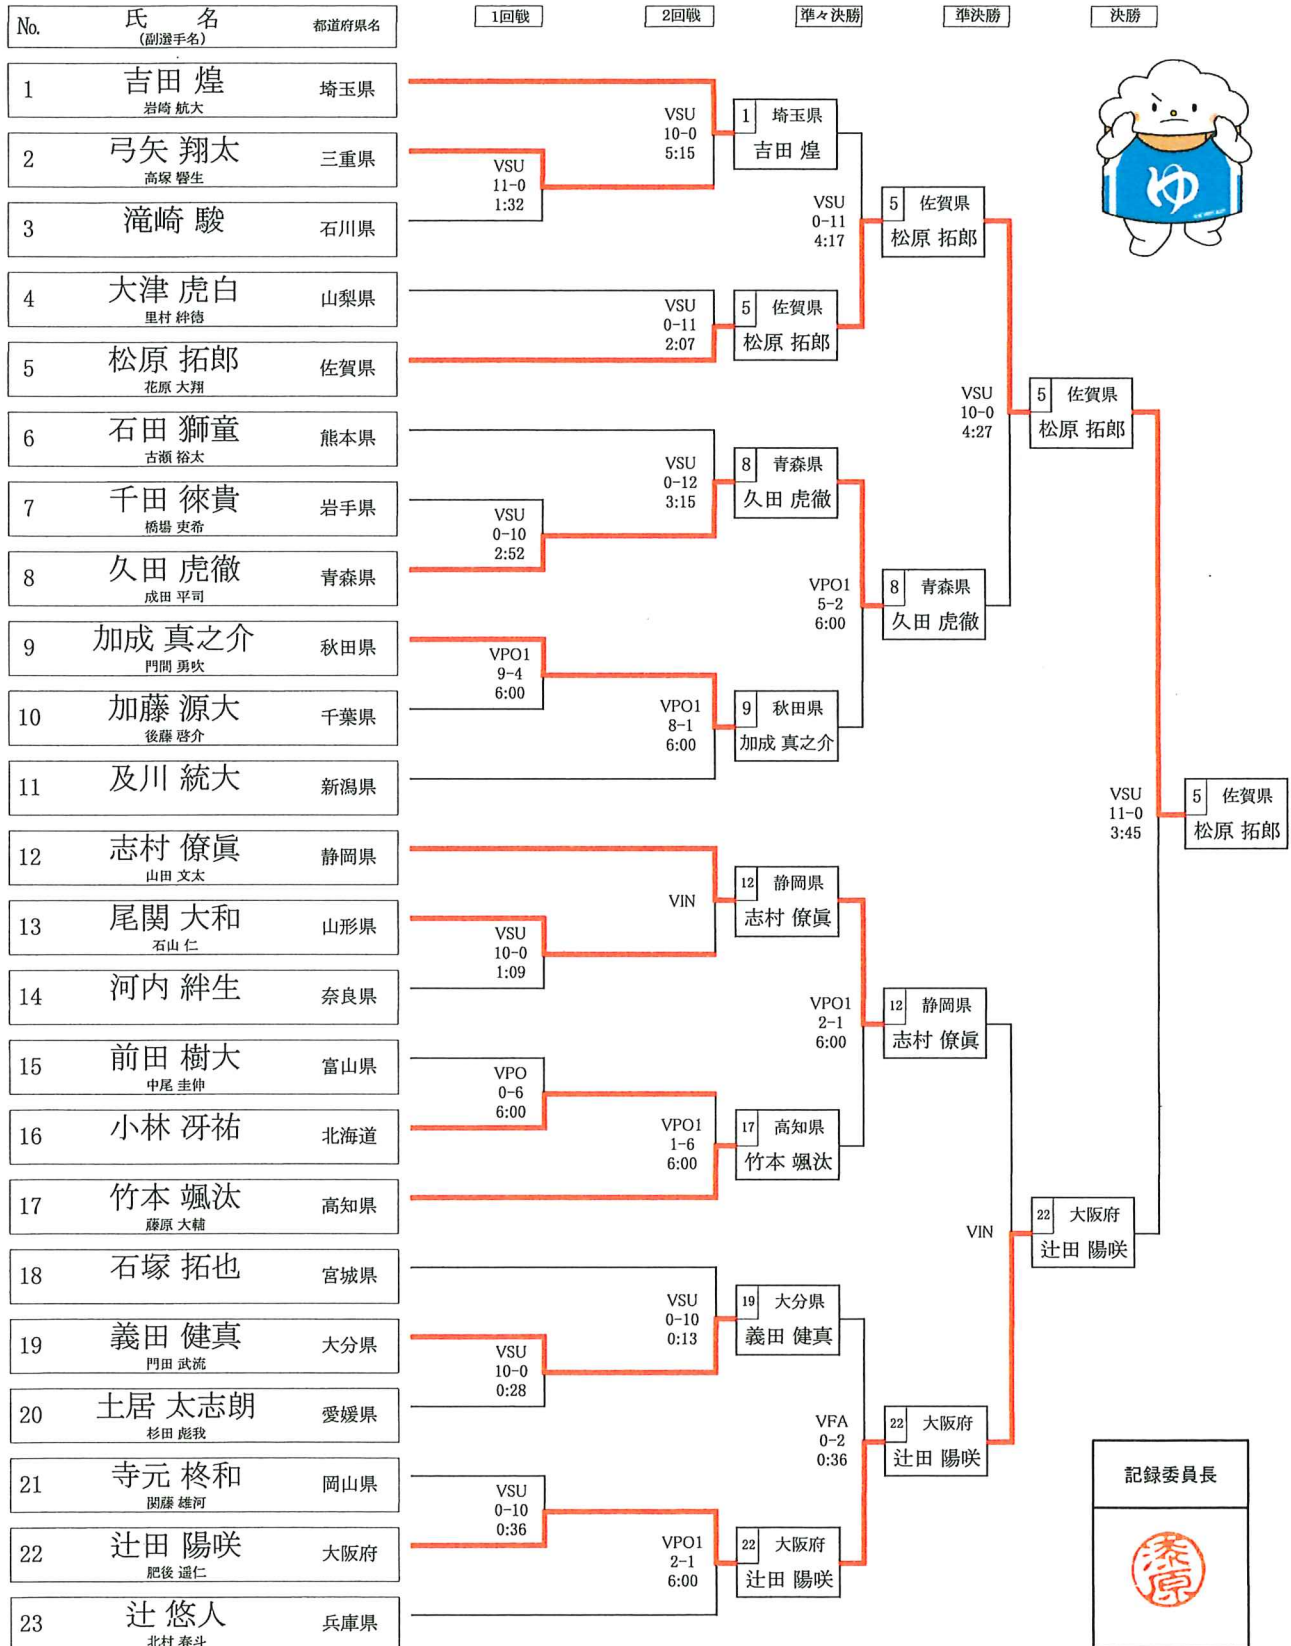 No. 氏 名 都道府県名 1回戦 2回戦 準々決勝 準決勝 決勝
(副選手名)
1 吉田 煌 埼玉県
岩崎 航大
2 弓矢 翔太 三重県
高塚 響生
3 滝崎 駿 石川県
4 大津 虎白 山梨県
里村 絆徳
5 松原 拓郎 佐賀県
花原 大翔
6 石田 獅童 熊本県
古瀬 裕太
7 千田 徠貴 岩手県
橋場 吏希
8 久田 虎徹 青森県
成田 平司
9 加成 真之介 秋田県
門間 勇吹
10 加藤 源大 千葉県
後藤 啓介
11 及川 統大 新潟県
12 志村 僚眞 静岡県
山田 文太
13 尾関 大和 山形県
石山 仁
14 河内 絆生 奈良県
15 前田 樹大 富山県
中尾 圭伸
16 小林 冴祐 北海道
17 竹本 颯汰 高知県
藤原 大輔
18 石塚 拓也 宮城県
19 義田 健真 大分県
門田 武流
20 土居 太志朗 愛媛県
杉田 彪我
21 寺元 柊和 岡山県
関藤 雄河
22 辻田 陽咲 大阪府
肥後 遥仁
23 辻 悠人 兵庫県
北村 泰斗
VSU
11-0
1:32
VSU
0-10
2:52
VPO1
9-4
6:00
VSU
10-0
1:09
VPO
0-6
6:00
VSU
10-0
0:28
VSU
0-10
0:36
VSU
10-0
5:15
VSU
0-11
2:07
VSU
0-12
3:15
VPO1
8-1
6:00
VIN
VPO1
1-6
6:00
VSU
0-10
0:13
VPO1
2-1
6:00
1 埼玉県
吉田 煌
5 佐賀県
松原 拓郎
8 青森県
久田 虎徹
9 秋田県
加成 真之介
12 静岡県
志村 僚眞
17 高知県
竹本 颯汰
19 大分県
義田 健真
22 大阪府
辻田 陽咲
VSU
0-11
4:17
VPO1
5-2
6:00
VPO1
2-1
6:00
VFA
0-2
0:36
5 佐賀県
松原 拓郎
8 青森県
久田 虎徹
12 静岡県
志村 僚眞
22 大阪府
辻田 陽咲
VSU
10-0
4:27
VIN
5 佐賀県
松原 拓郎
22 大阪府
辻田 陽咲
VSU
11-0
3:45
5 佐賀県
松原 拓郎
ゆ
記録委員長
漆原